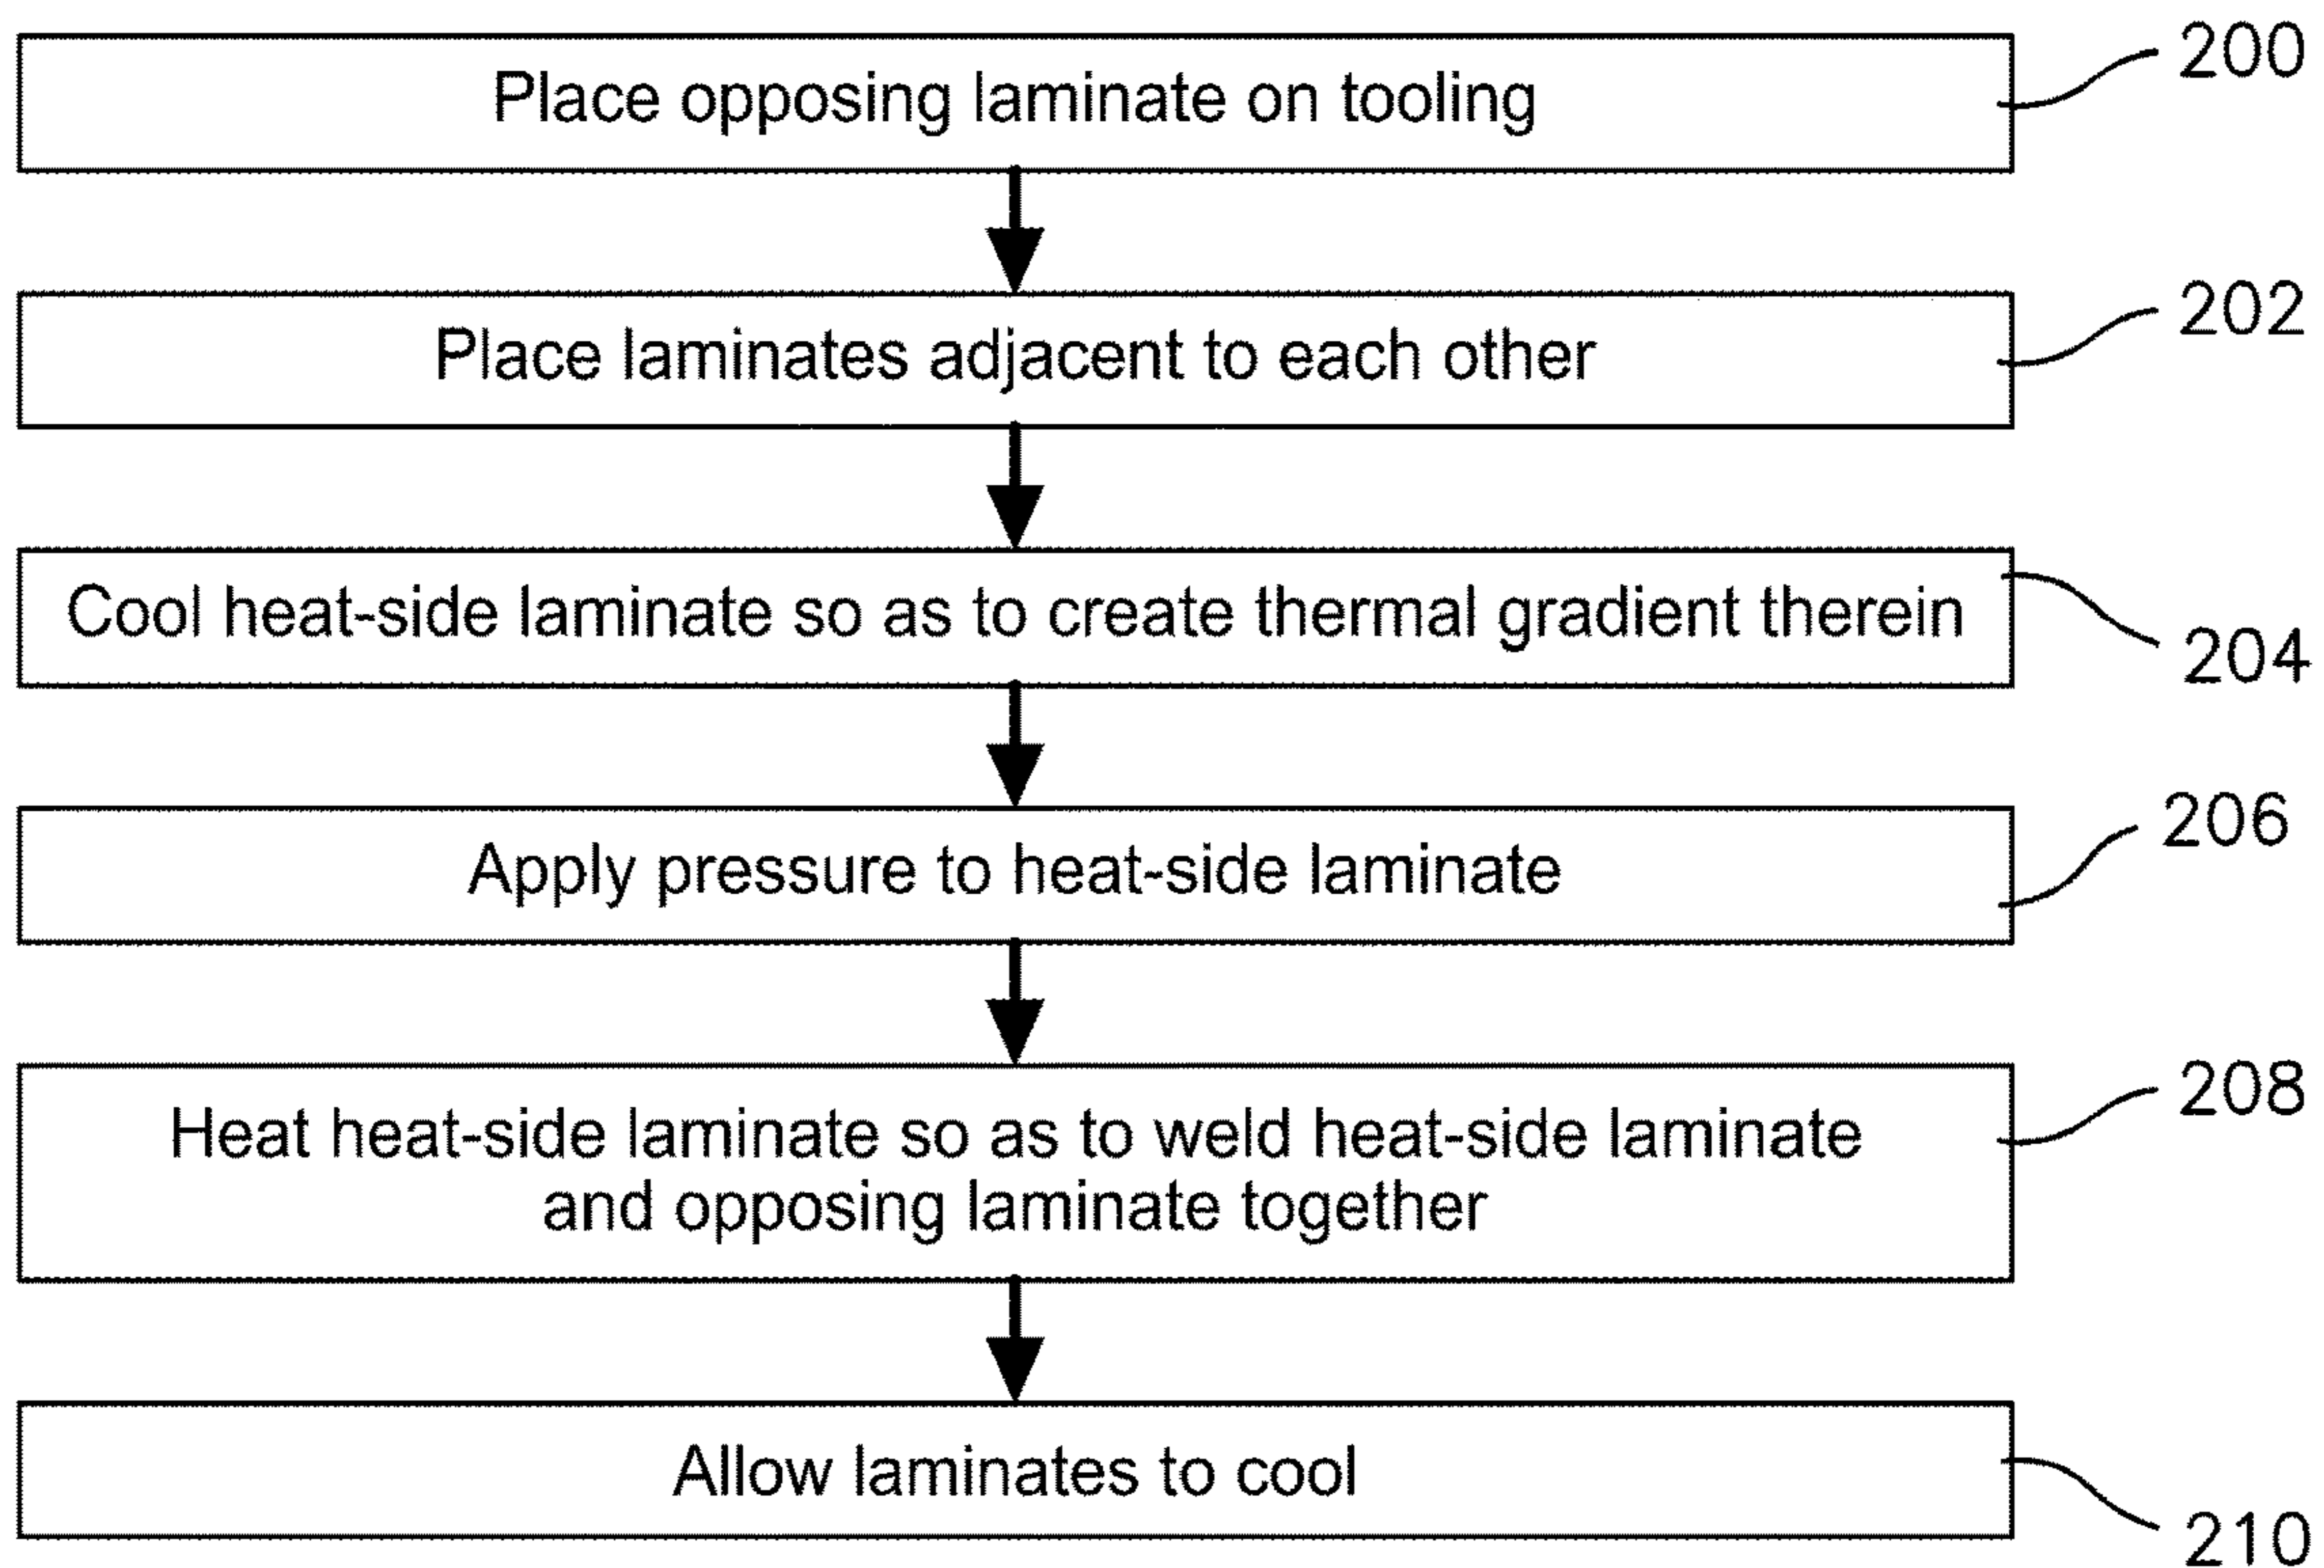 Place opposing laminate on tooling
200
Place laminates adjacent to each other
202
Cool heat-side laminate so as to create thermal gradient therein
204
Apply pressure to heat-side laminate
206
Heat heat-side laminate so as to weld heat-side laminate
and opposing laminate together
208
Allow laminates to cool
210